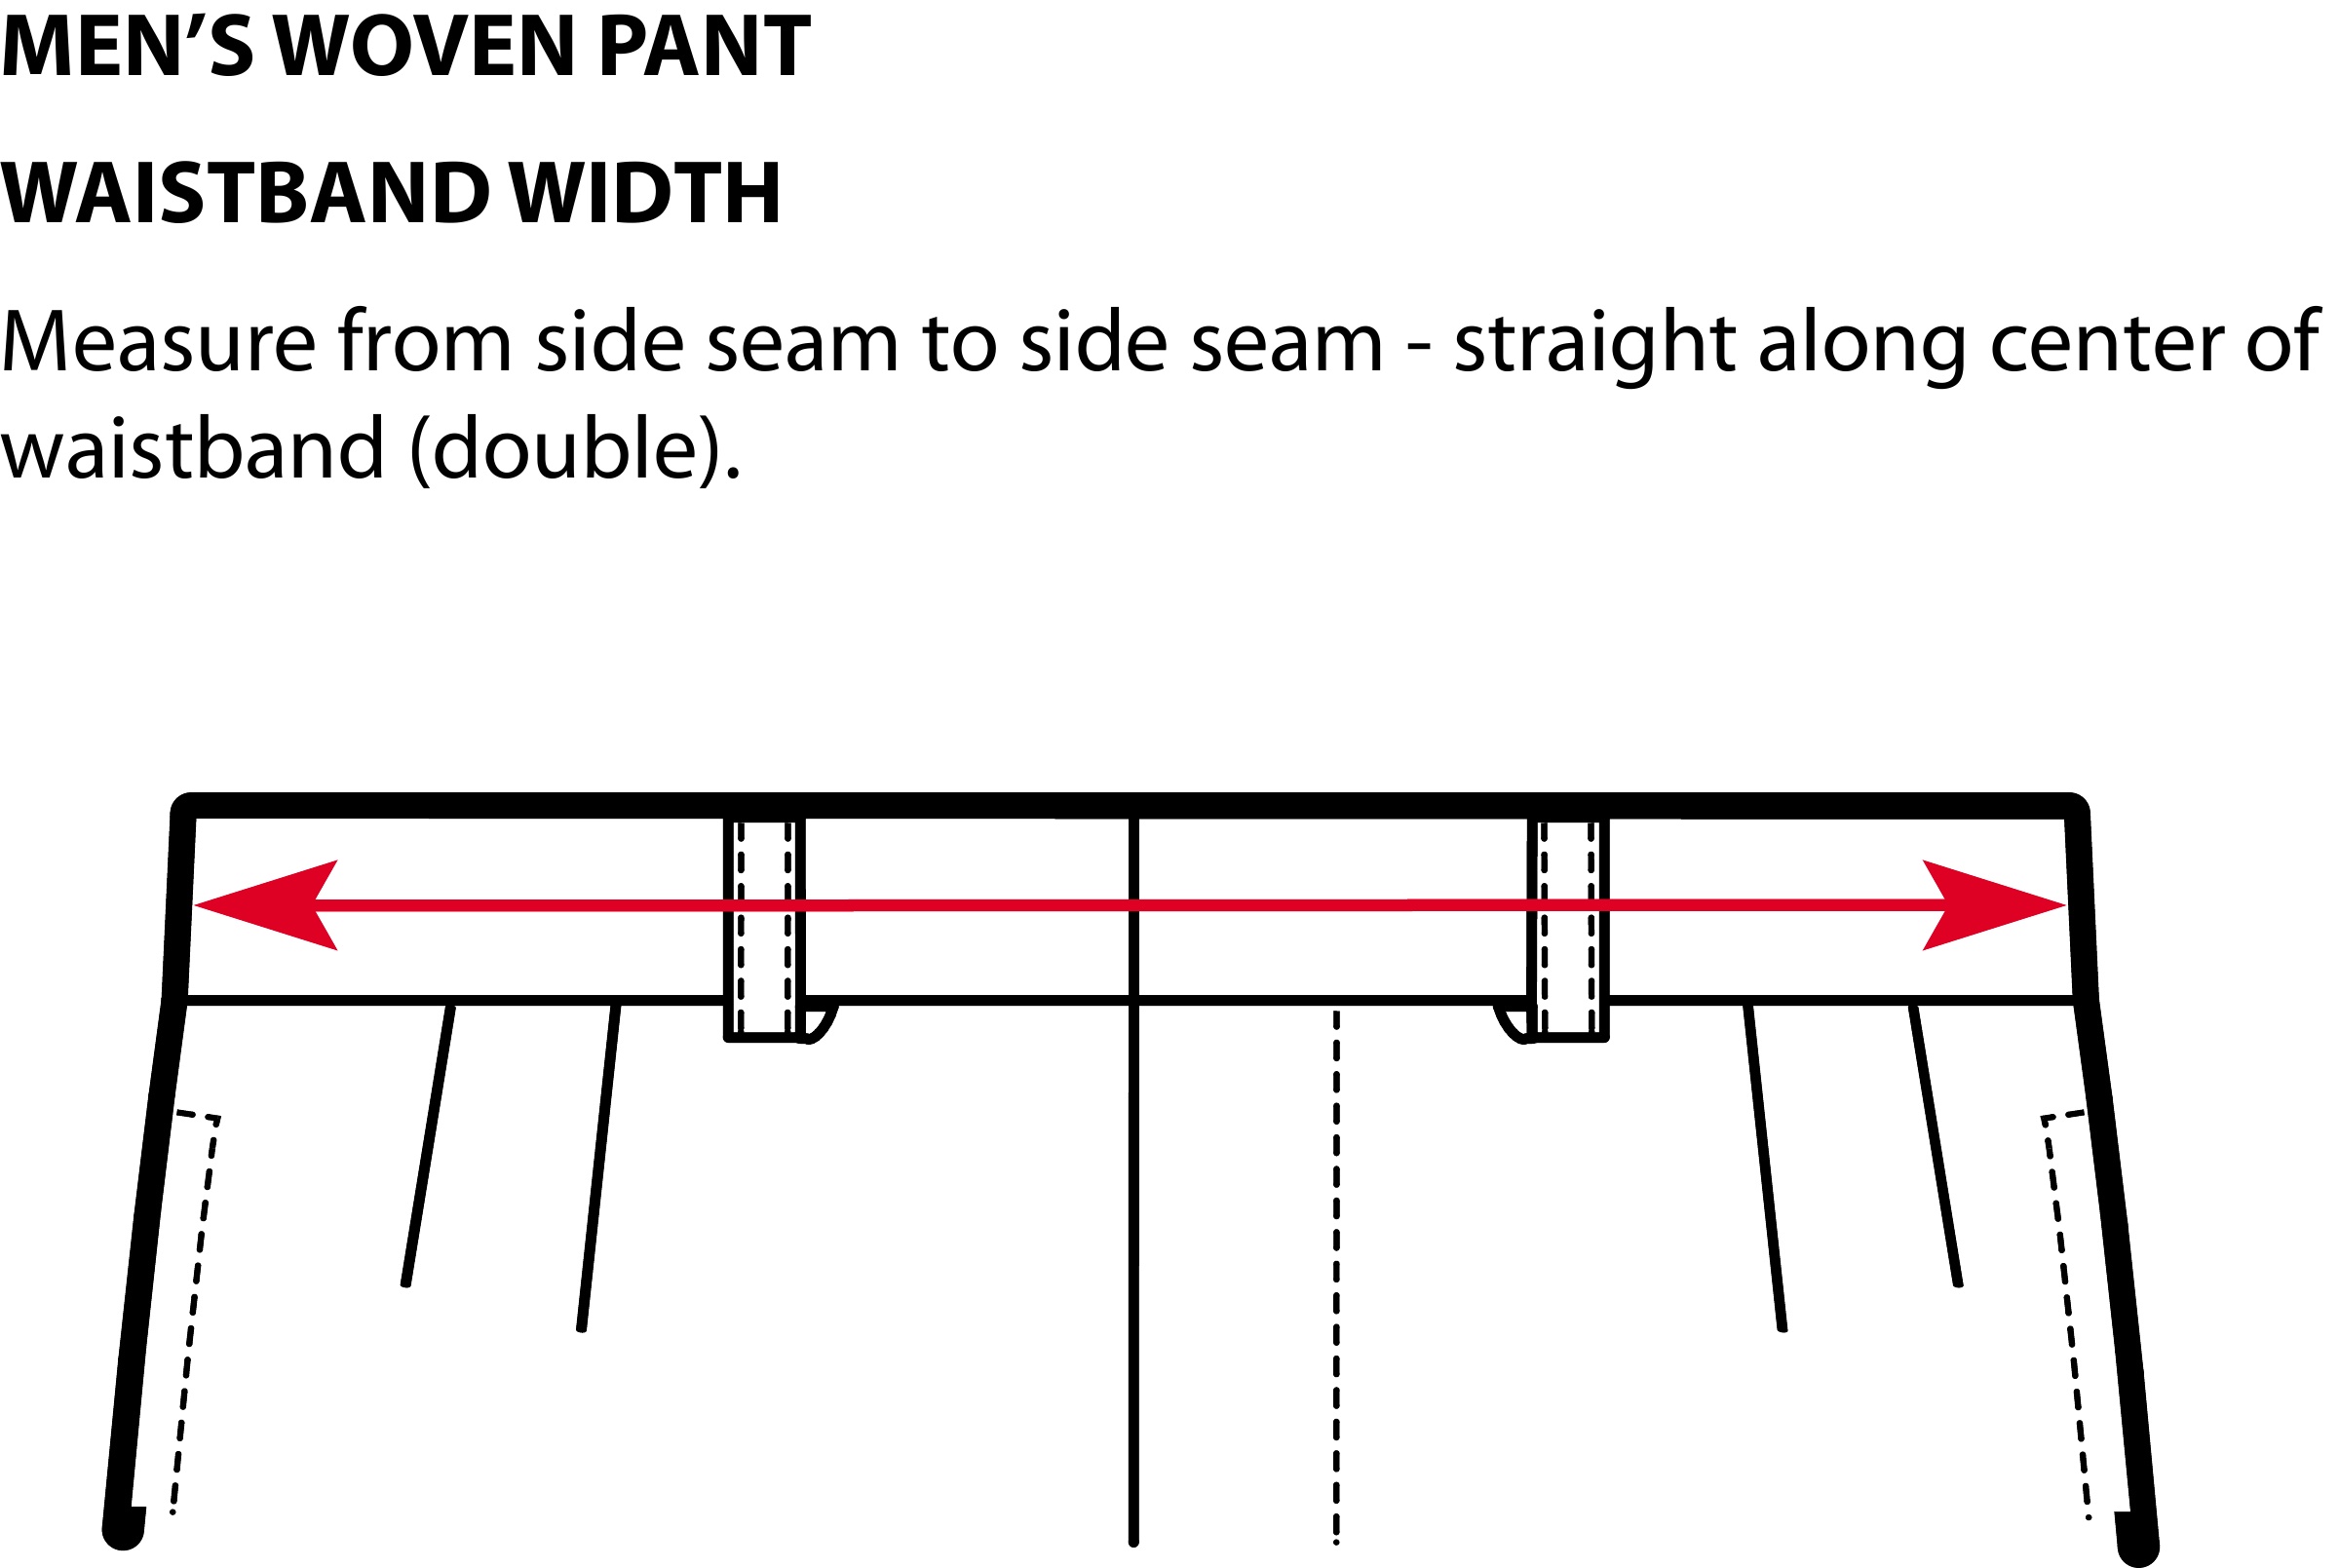 MEN‘S WOVEN PANT
WAISTBAND WIDTH
Measure from side seam to side seam - straight along center of
waistband (double).